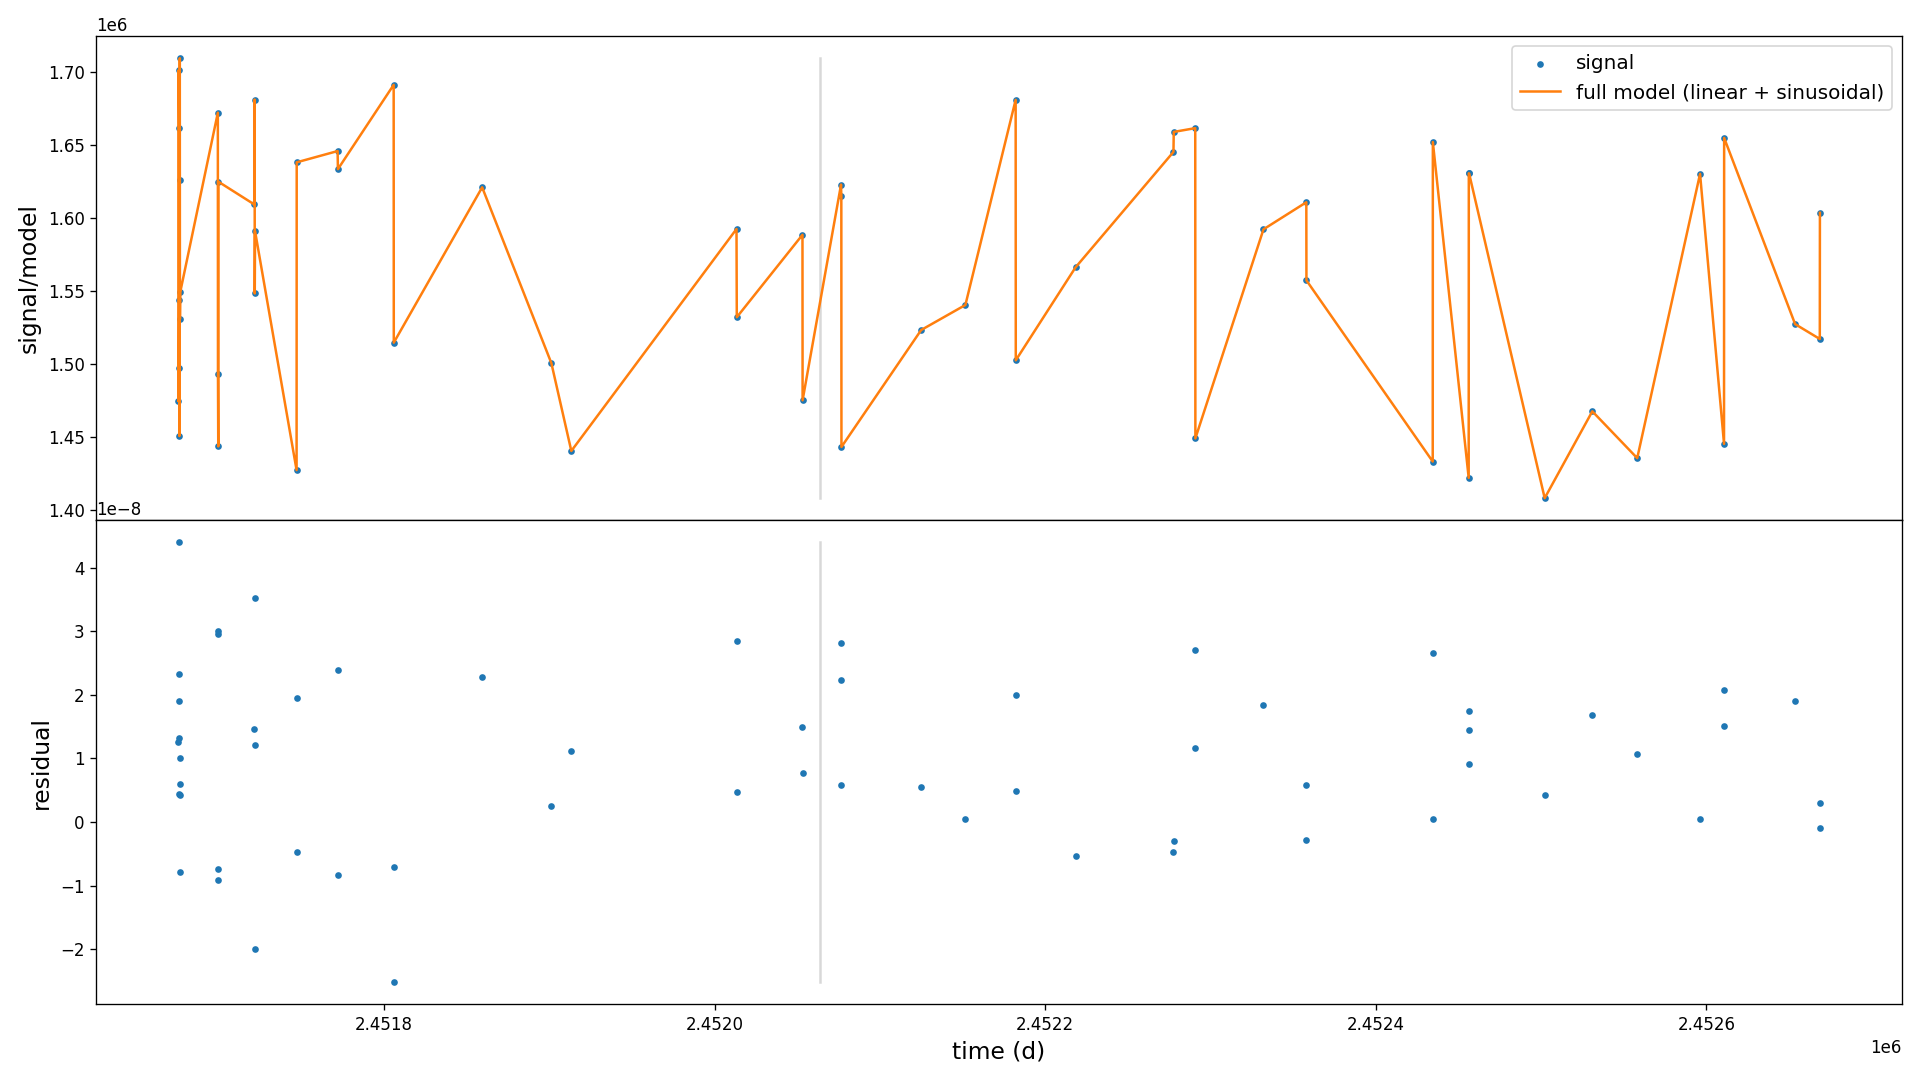 1e6
signal
full model (linear + sinusoidal)
1.70
1.65
1.60
1.55
1.50
1.45
1.40
signal/model
1e−8
4
3
2
1
0
−1
−2
residual
2.4518
2.4520
2.4522
2.4524
2.4526
time (d)
1e6